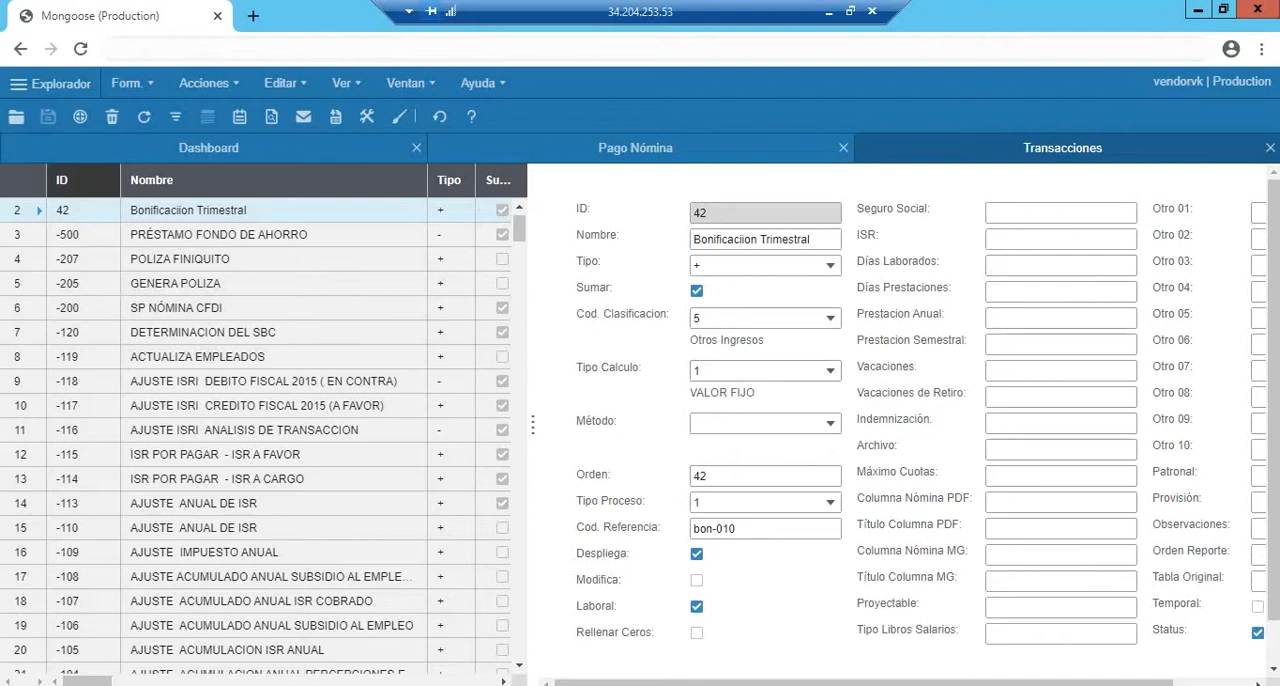 Mongoose (Production)
34.204.253.53
Explorador
Form.
Acciones
Editar
Ver
Ventan
Ayuda
vendorvk | Production
Dashboard
Pago Nómina
Transacciones
ID Nombre Tipo Su...
2 42 Bonificaciion Trimestral +
3 -500 PRÉSTAMO FONDO DE AHORRO -
4 -207 POLIZA FINIQUITO +
5 -205 GENERA POLIZA +
6 -200 SP NÓMINA CFDI +
7 -120 DETERMINACION DEL SBC +
8 -119 ACTUALIZA EMPLEADOS +
9 -118 AJUSTE ISRI DEBITO FISCAL 2015 ( EN CONTRA) -
10 -117 AJUSTE ISRI CREDITO FISCAL 2015 (A FAVOR) +
11 -116 AJUSTE ISRI ANALISIS DE TRANSACCION -
12 -115 ISR POR PAGAR - ISR A FAVOR +
13 -114 ISR POR PAGAR - ISR A CARGO +
14 -113 AJUSTE ANUAL DE ISR +
15 -110 AJUSTE ANUAL DE ISR +
16 -109 AJUSTE IMPUESTO ANUAL +
17 -108 AJUSTE ACUMULADO ANUAL SUBSIDIO AL EMPLE... +
18 -107 AJUSTE ACUMULADO ANUAL ISR COBRADO +
19 -106 AJUSTE ACUMULADO ANUAL SUBSIDIO AL EMPLEO +
20 -105 AJUSTE ACUMULACION ISR ANUAL +
21 -104 AJUSTE ACUMULACION ANUAL PERCEPCIONES E
ID: 42
Nombre: Bonificaciion Trimestral
Tipo: +
Sumar:
Cod. Clasificacion: 5
Otros Ingresos
Tipo Calculo: 1
VALOR FIJO
Método:
Orden: 42
Tipo Proceso: 1
Cod. Referencia: bon-010
Despliega:
Modifica:
Laboral:
Rellenar Ceros:
Seguro Social:
ISR:
Días Laborados:
Días Prestaciones:
Prestacion Anual:
Prestacion Semestral:
Vacaciones:
Vacaciones de Retiro:
Indemnización:
Archivo:
Máximo Cuotas:
Columna Nómina PDF:
Título Columna PDF:
Columna Nómina MG:
Título Columna MG:
Proyectable:
Tipo Libros Salarios:
Otro 01:
Otro 02:
Otro 03:
Otro 04:
Otro 05:
Otro 06:
Otro 07:
Otro 08:
Otro 09:
Otro 10:
Patronal:
Provisión:
Observaciones:
Orden Reporte:
Tabla Original:
Temporal:
Status: